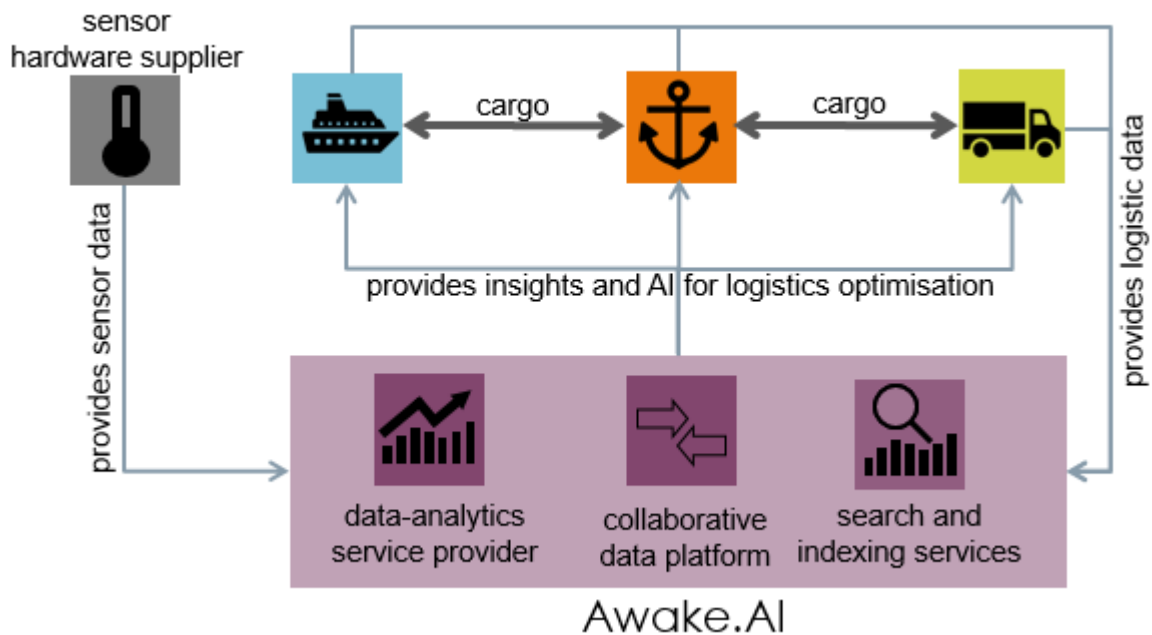 sensor
hardware supplier
cargo
cargo
provides sensor data
provides logistic data
provides insights and AI for logistics optimisation
data-analytics
service provider
collaborative
data platform
search and
indexing services
Awake.AI